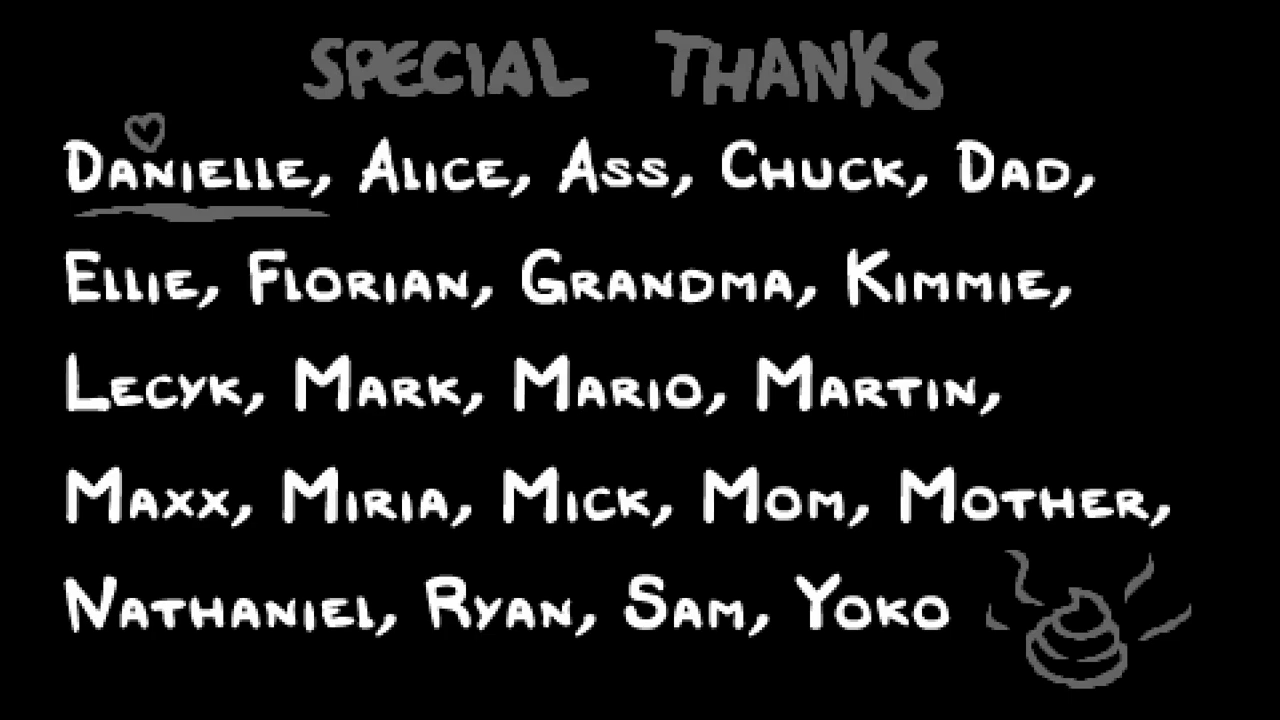 SPECIAL THANKS
Danielle, Alice, Ass, Chuck, Dad,
Ellie, Florian, Grandma, Kimmie,
Lecyk, Mark, Mario, Martin,
Maxx, Miria, Mick, Mom, Mother,
Nathaniel, Ryan, Sam, Yoko